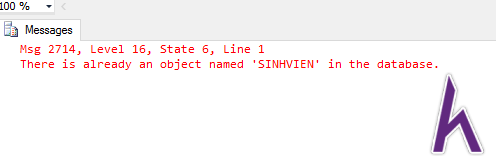 100 %
Messages
Msg 2714, Level 16, State 6, Line 1
There is already an object named 'SINHVIEN' in the database.